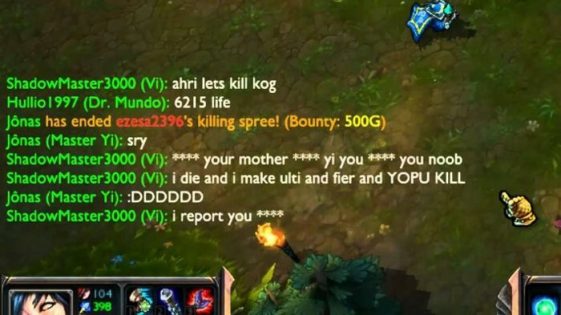 ShadowMaster3000 (Vi): ahri lets kill kog
Hullio1997 (Dr. Mundo): 6215 life
Jônas has ended ezesa2396's killing spree! (Bounty: 500G)
Jônas (Master Yi): sry
ShadowMaster3000 (Vi): **** your mother **** yi you **** you noob
ShadowMaster3000 (Vi): i die and i make ulti and fier and YOPU KILL
Jônas (Master Yi): :DDDDDD
ShadowMaster3000 (Vi): i report you ****
104
398